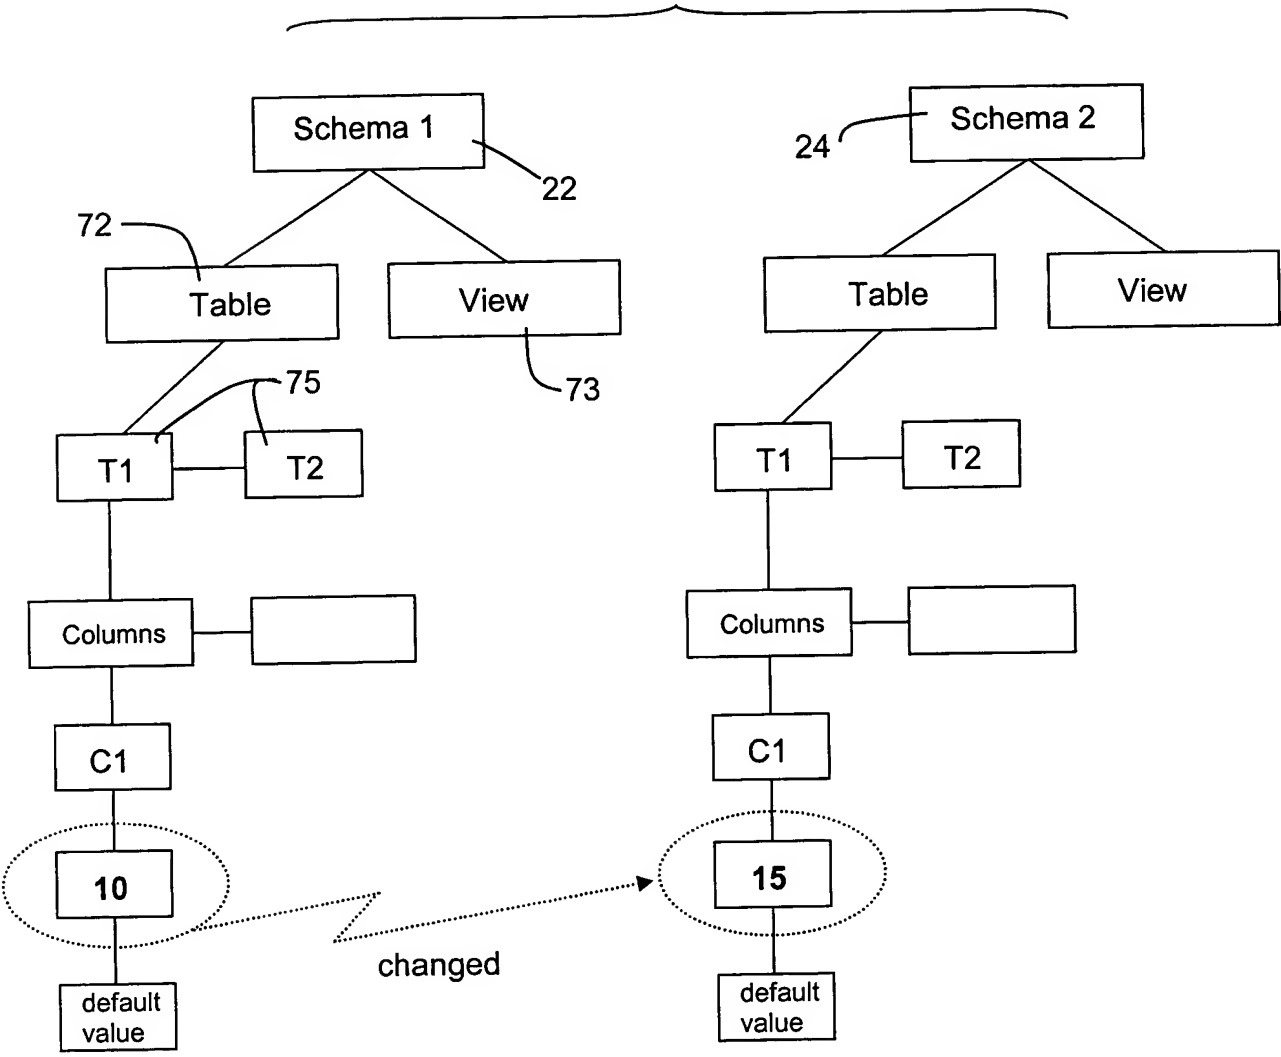 Schema 1
Schema 2
24
22
72
Table
View
Table
View
75
73
T1
T2
T1
T2
Columns
Columns
C1
C1
10
15
changed
default
value
default
value